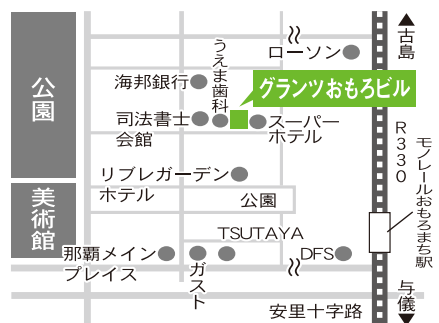 古島
ローソン
うえま歯科
公園
海邦銀行
グランツおもろビル
司法書士
会館
スーパー
ホテル
R330
モノレールおもろまち駅
リブレガーデン
ホテル
公園
美術館
TSUTAYA
那覇メイン
プレイス
ガスト
DFS
与儀
安里十字路